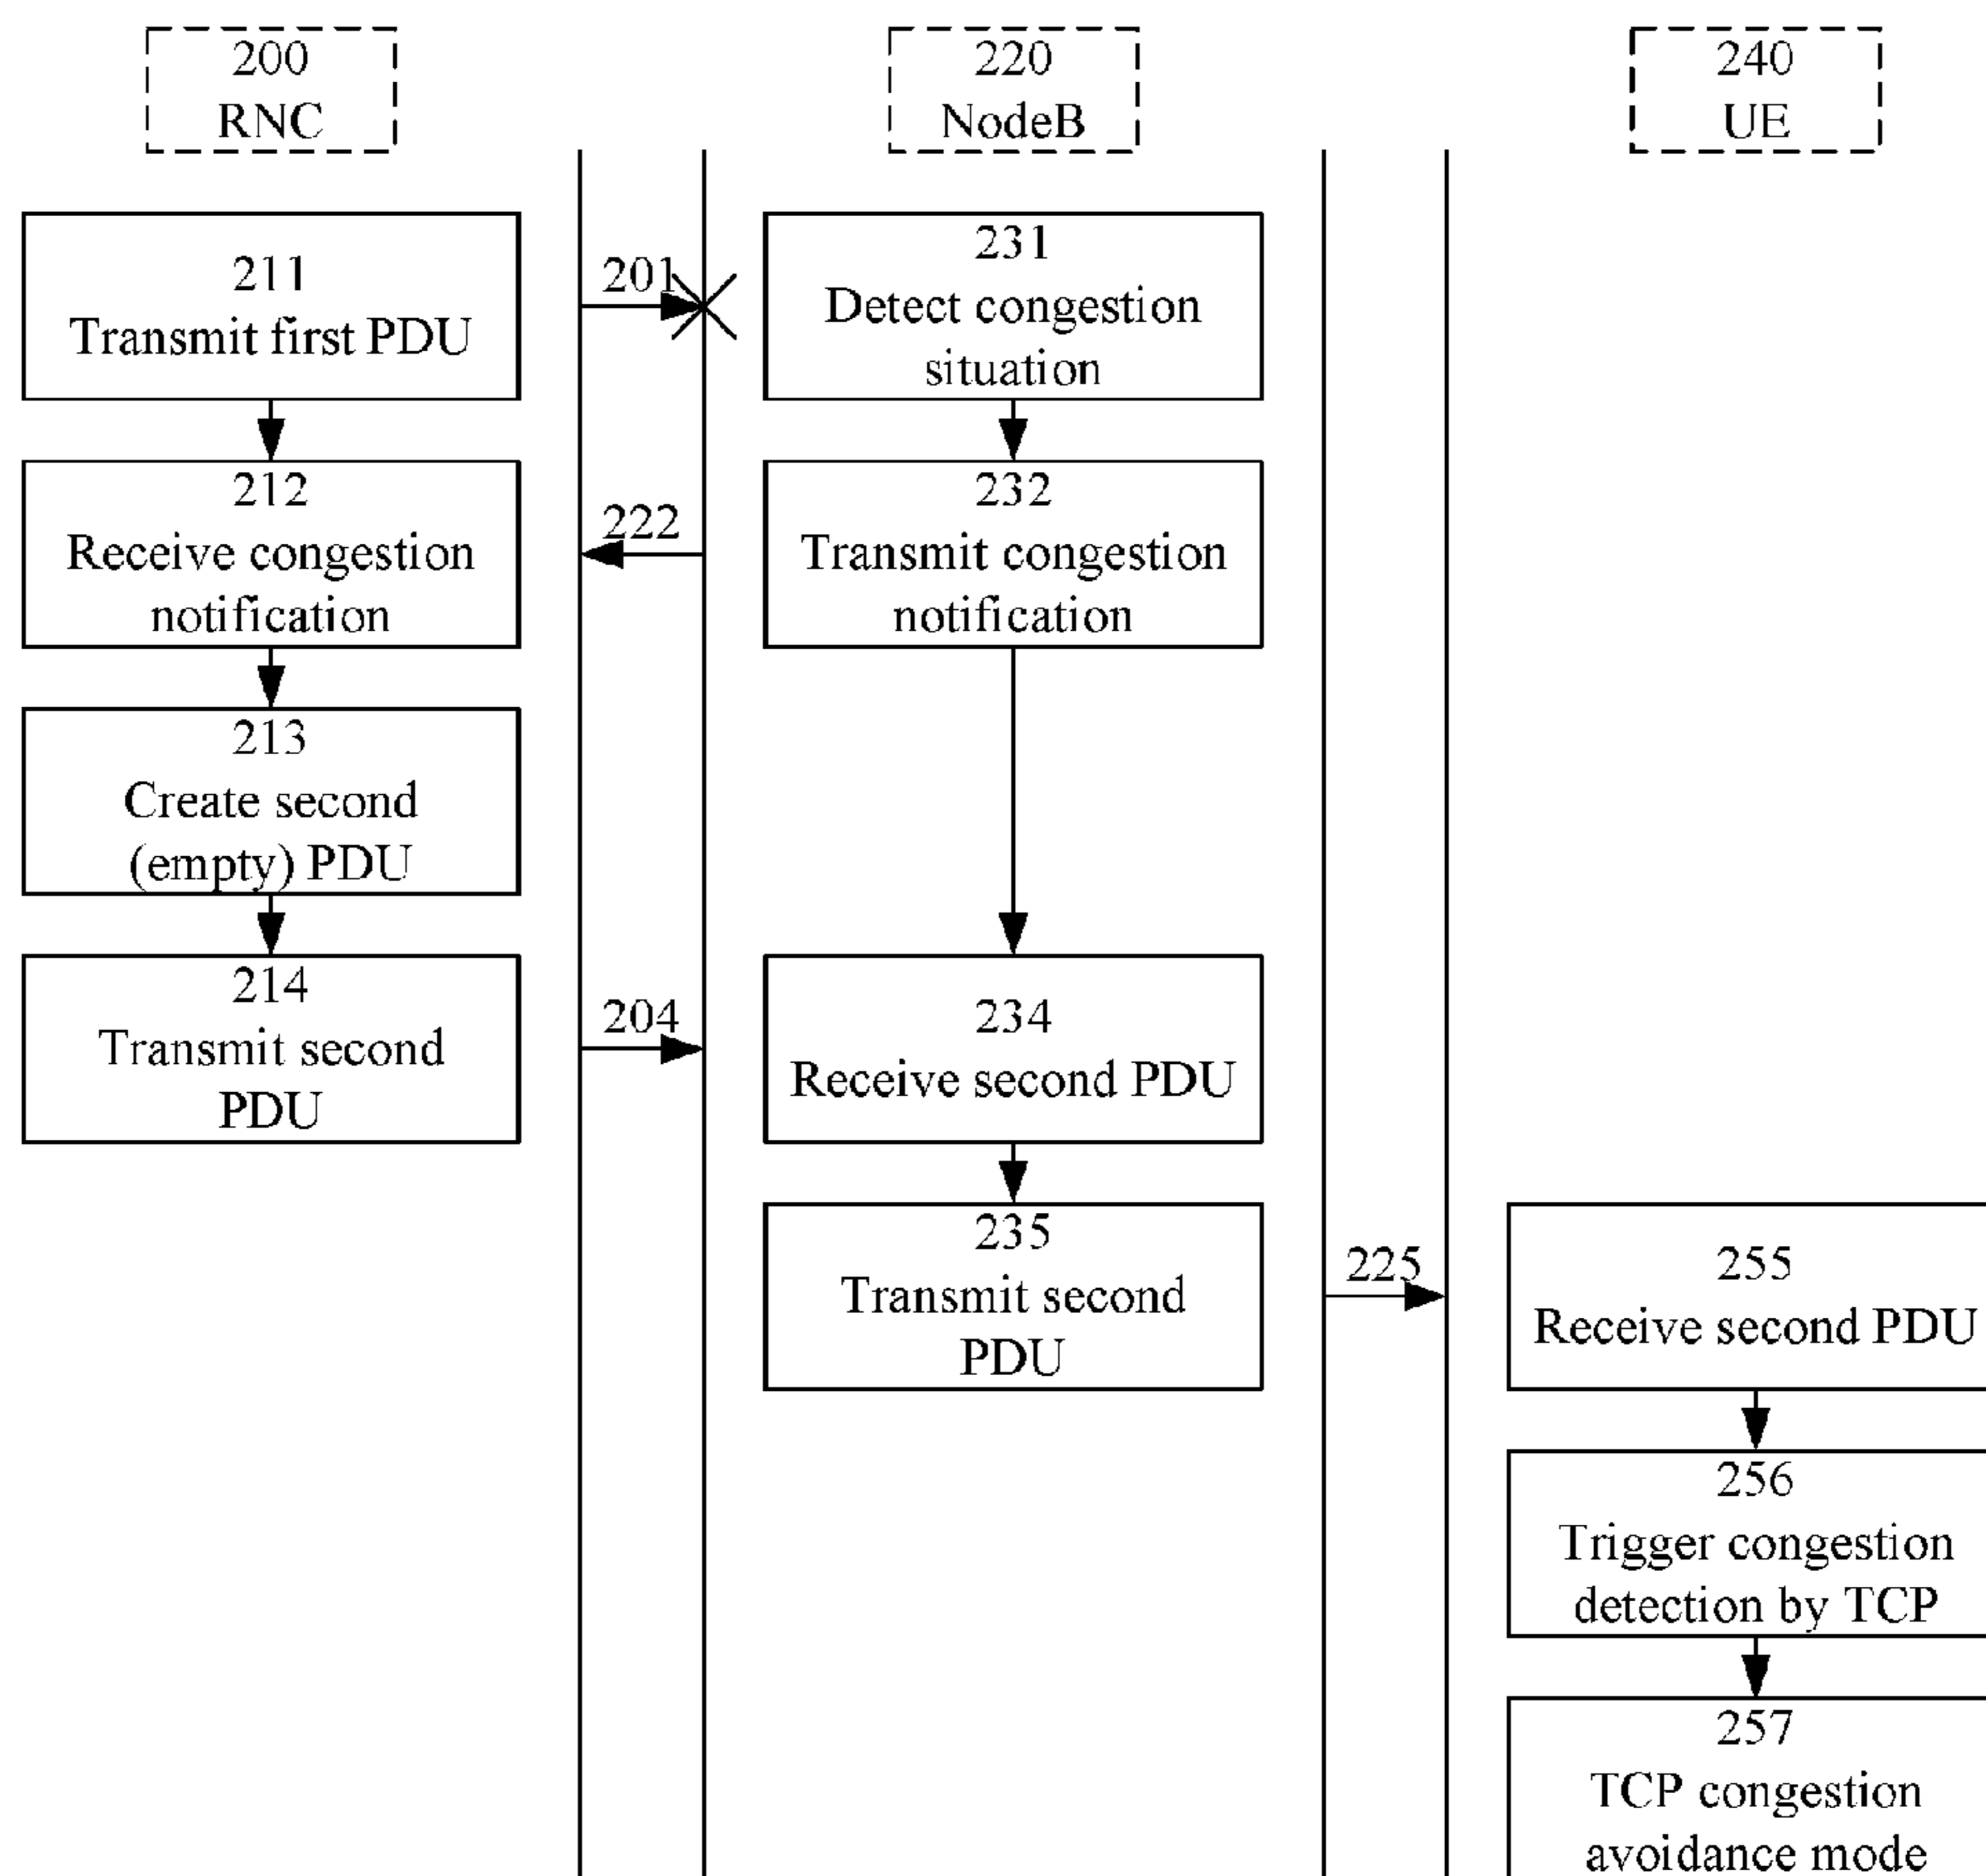 200
RNC
220
NodeB
240
UE
211
Transmit first PDU
201
231
Detect congestion
situation
212
Receive congestion
notification
222
232
Transmit congestion
notification
213
Create second
(empty) PDU
214
Transmit second
PDU
204
234
Receive second PDU
235
Transmit second
PDU
225
255
Receive second PDU
256
Trigger congestion
detection by TCP
257
TCP congestion
avoidance mode